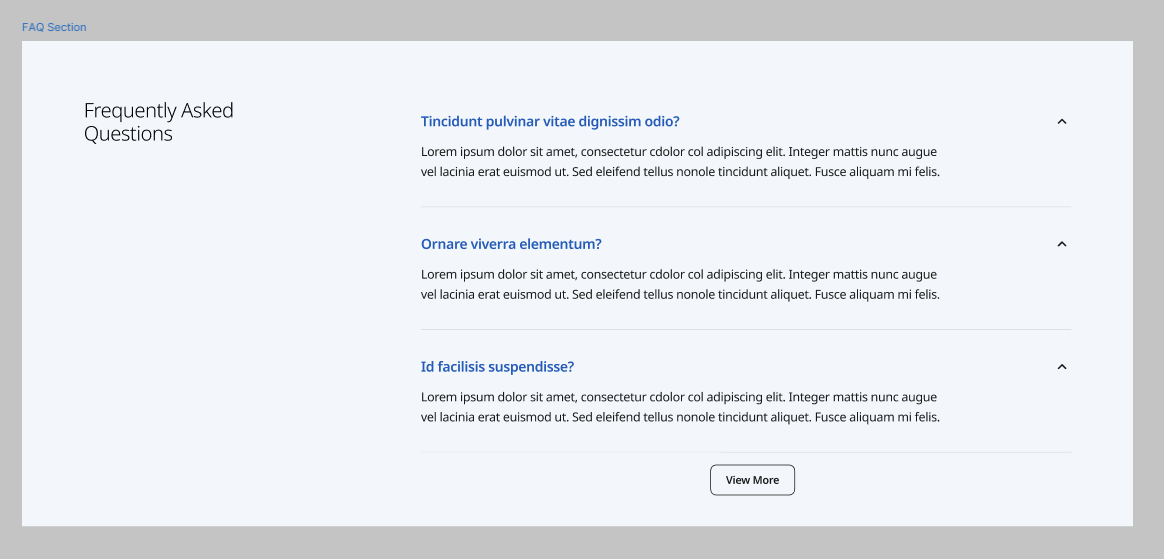 FAQ Section
Frequently Asked
Questions
Tincidunt pulvinar vitae dignissim odio?
Lorem ipsum dolor sit amet, consectetur cdolor col adipiscing elit. Integer mattis nunc augue
vel lacinia erat euismod ut. Sed eleifend tellus nonole tincidunt aliquet. Fusce aliquam mi felis.
Ornare viverra elementum?
Lorem ipsum dolor sit amet, consectetur cdolor col adipiscing elit. Integer mattis nunc augue
vel lacinia erat euismod ut. Sed eleifend tellus nonole tincidunt aliquet. Fusce aliquam mi felis.
Id facilisis suspendisse?
Lorem ipsum dolor sit amet, consectetur cdolor col adipiscing elit. Integer mattis nunc augue
vel lacinia erat euismod ut. Sed eleifend tellus nonole tincidunt aliquet. Fusce aliquam mi felis.
View More